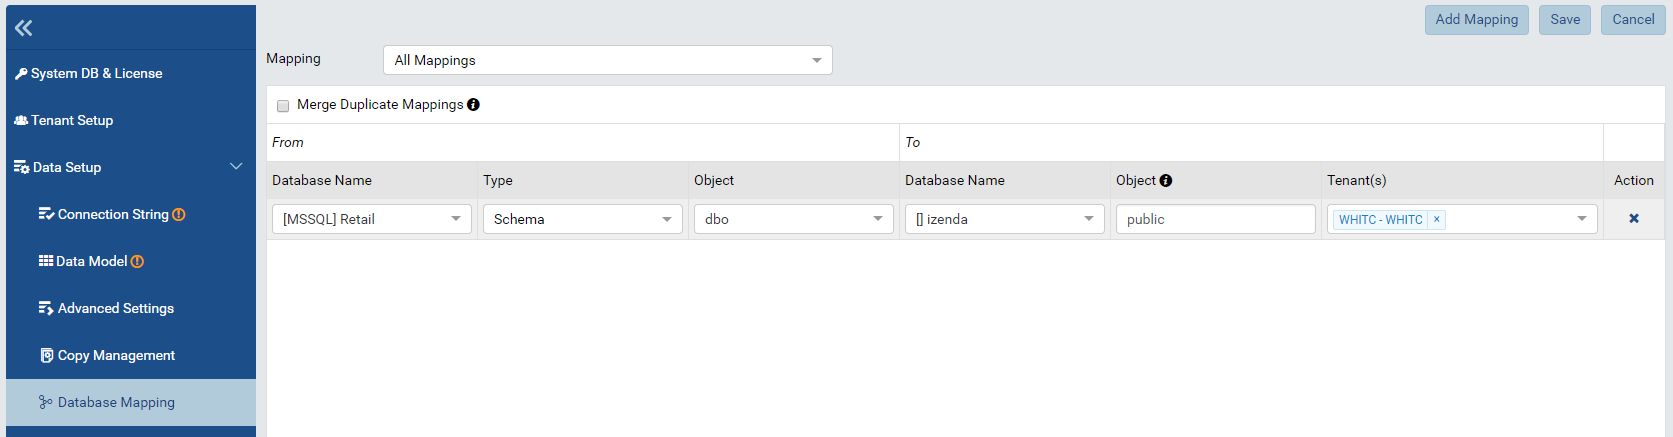 Add Mapping Save Cancel
Mapping All Mappings
System DB & License
Tenant Setup
Data Setup
Connection String
Data Model
Advanced Settings
Copy Management
Database Mapping
Merge Duplicate Mappings
From To
Database Name Type Object Database Name Object Tenant(s) Action
[MSSQL] Retail Schema dbo [] izenda public WHITC - WHITC ×